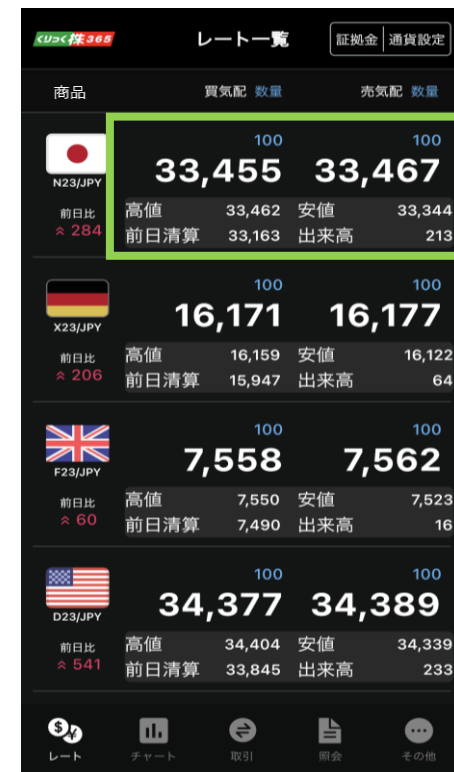 くりっく株365 レート一覧 証拠金 通貨設定
商品 買気配 数量 売気配 数量
100 100
N23/JPY 33,455 33,467
前日比 高値 33,462 安値 33,344
284 前日清算 33,163 出来高 213
100 100
X23/JPY 16,171 16,177
前日比 高値 16,159 安値 16,122
206 前日清算 15,947 出来高 64
100 100
F23/JPY 7,558 7,562
前日比 高値 7,550 安値 7,523
60 前日清算 7,490 出来高 16
100 100
D23/JPY 34,377 34,389
前日比 高値 34,404 安値 34,339
541 前日清算 33,845 出来高 233
レート チャート 取引 照会 その他